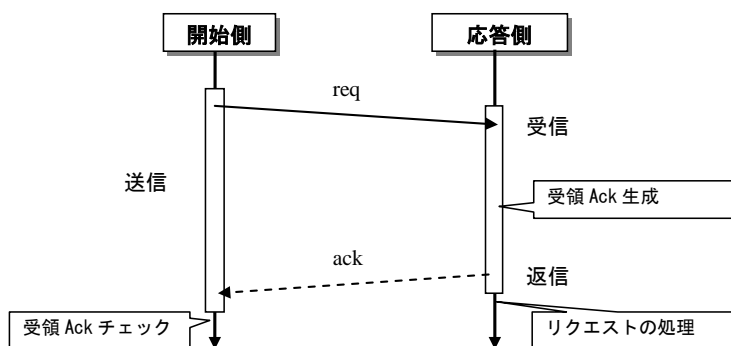 開始側
応答側
req
受信
送信
受領 Ack 生成
ack
返信
受領 Ack チェック
リクエストの処理